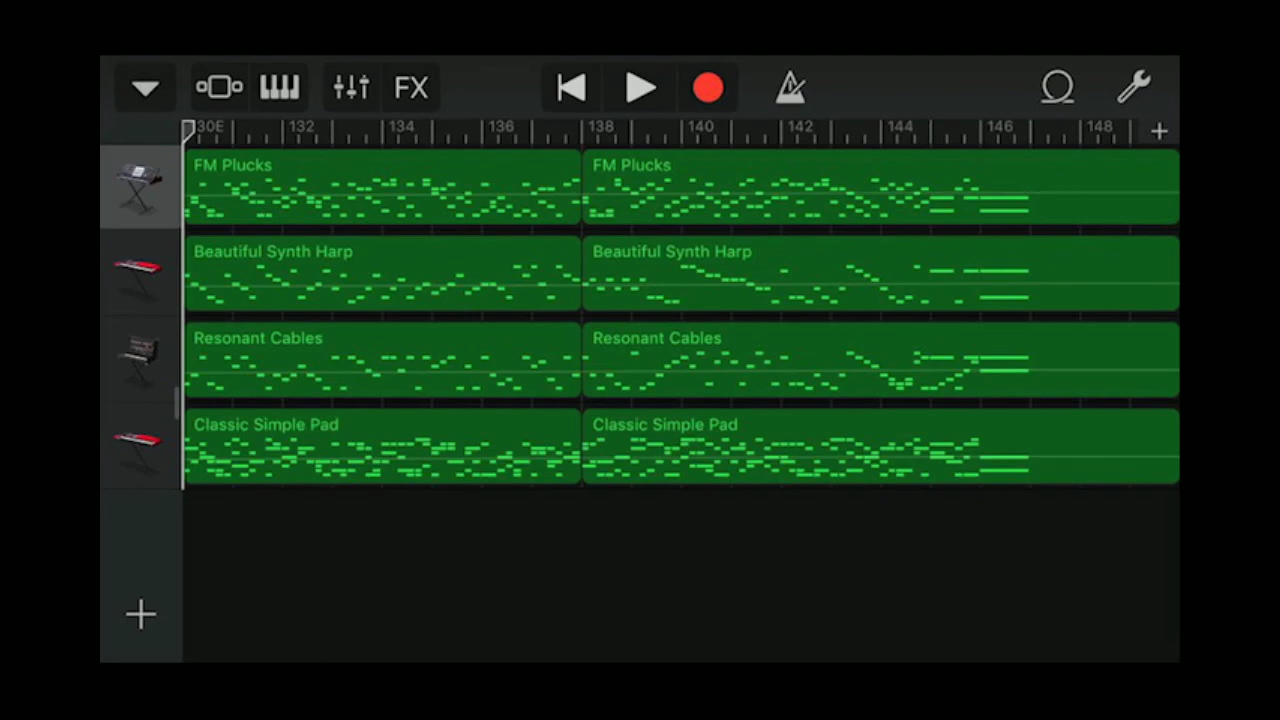 FX
30E 132 134 136 138 140 142 144 146 148
FM Plucks FM Plucks
Beautiful Synth Harp Beautiful Synth Harp
Resonant Cables Resonant Cables
Classic Simple Pad Classic Simple Pad